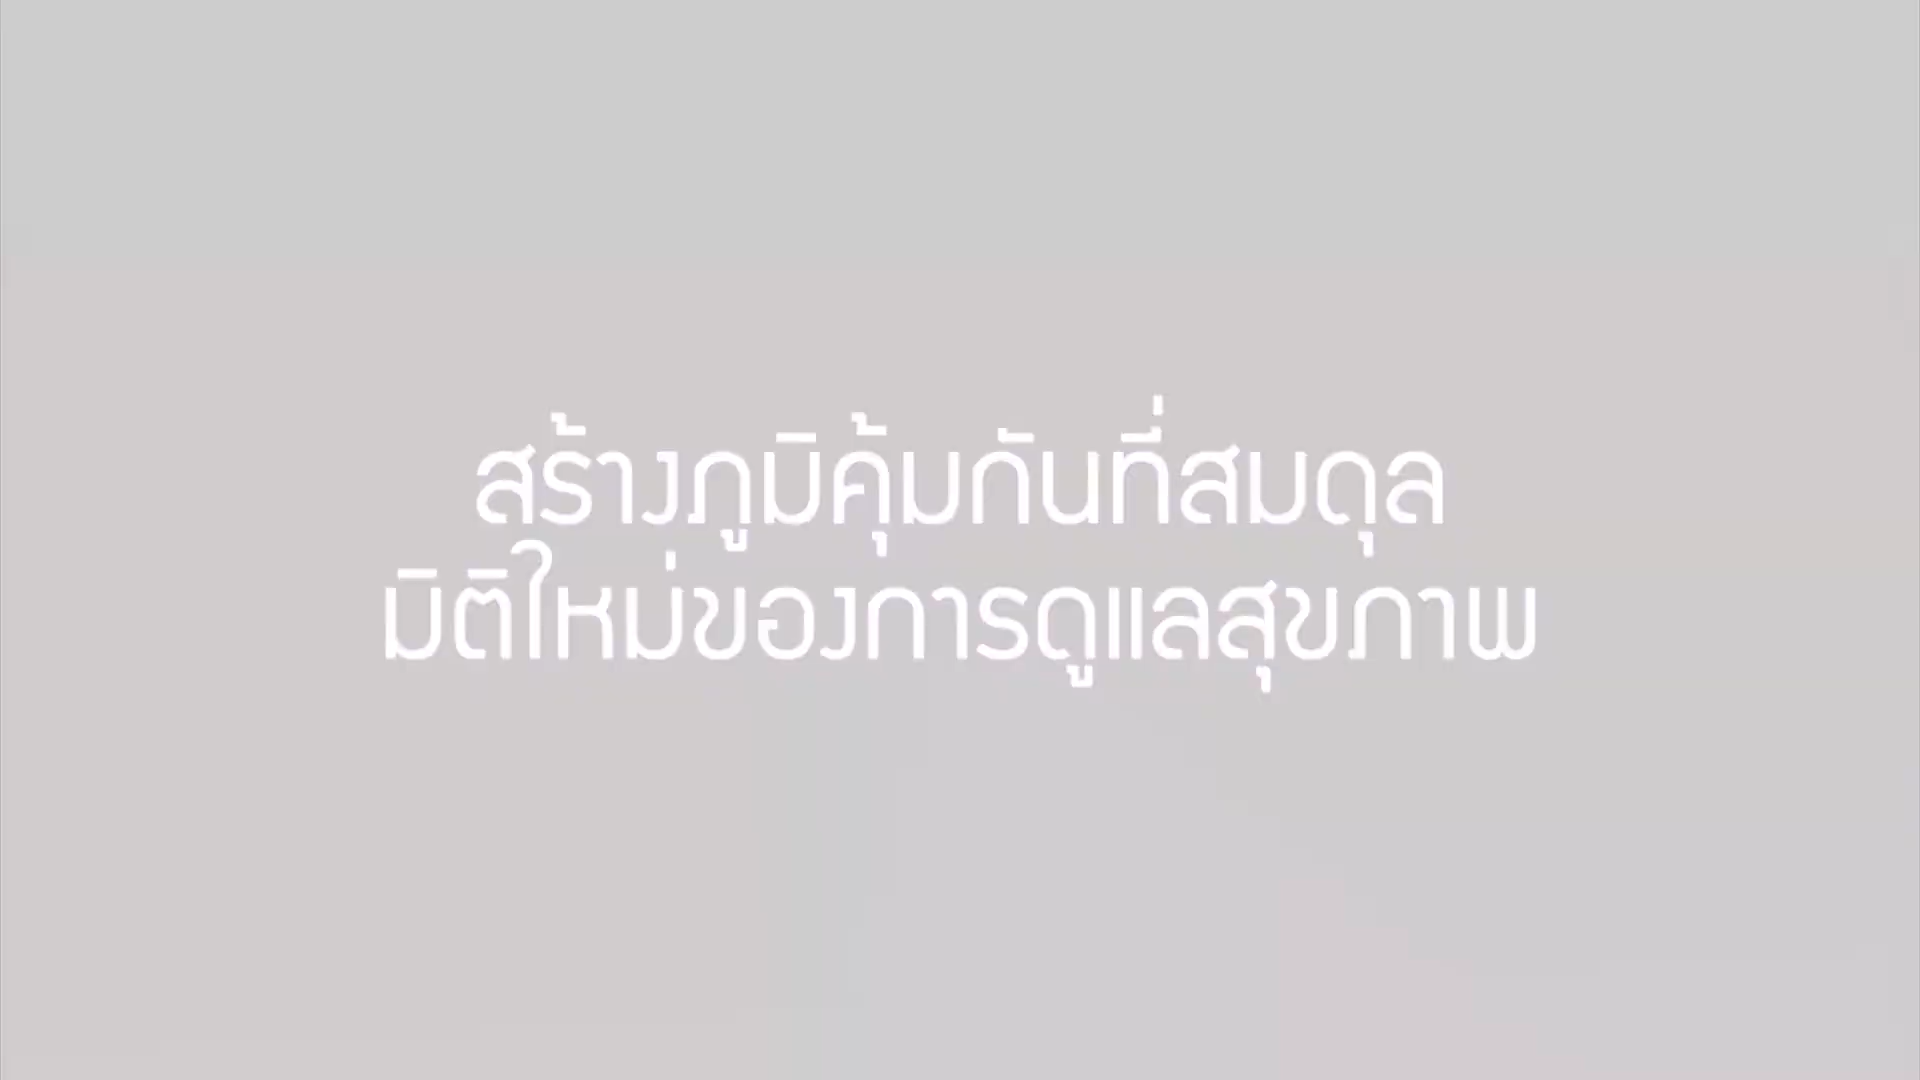 สร้างภูมิคุ้มกันที่สมดุล
มิติใหม่ของการดูแลสุขภาพ